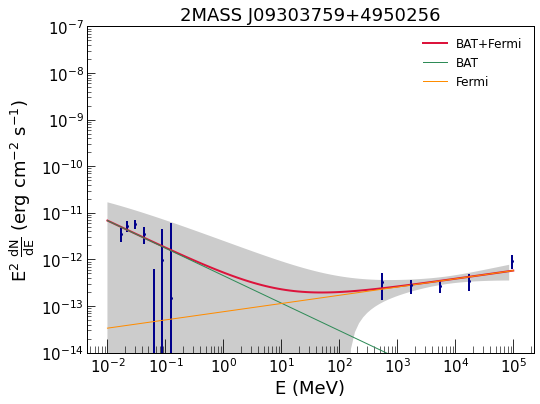 2MASS J09303759+4950256
10⁻⁷
10⁻⁸
10⁻⁹
10⁻¹⁰
10⁻¹¹
10⁻¹²
10⁻¹³
10⁻¹⁴
E² dN/dE (erg cm⁻² s⁻¹)
BAT+Fermi
BAT
Fermi
10⁻² 10⁻¹ 10⁰ 10¹ 10² 10³ 10⁴ 10⁵
E (MeV)